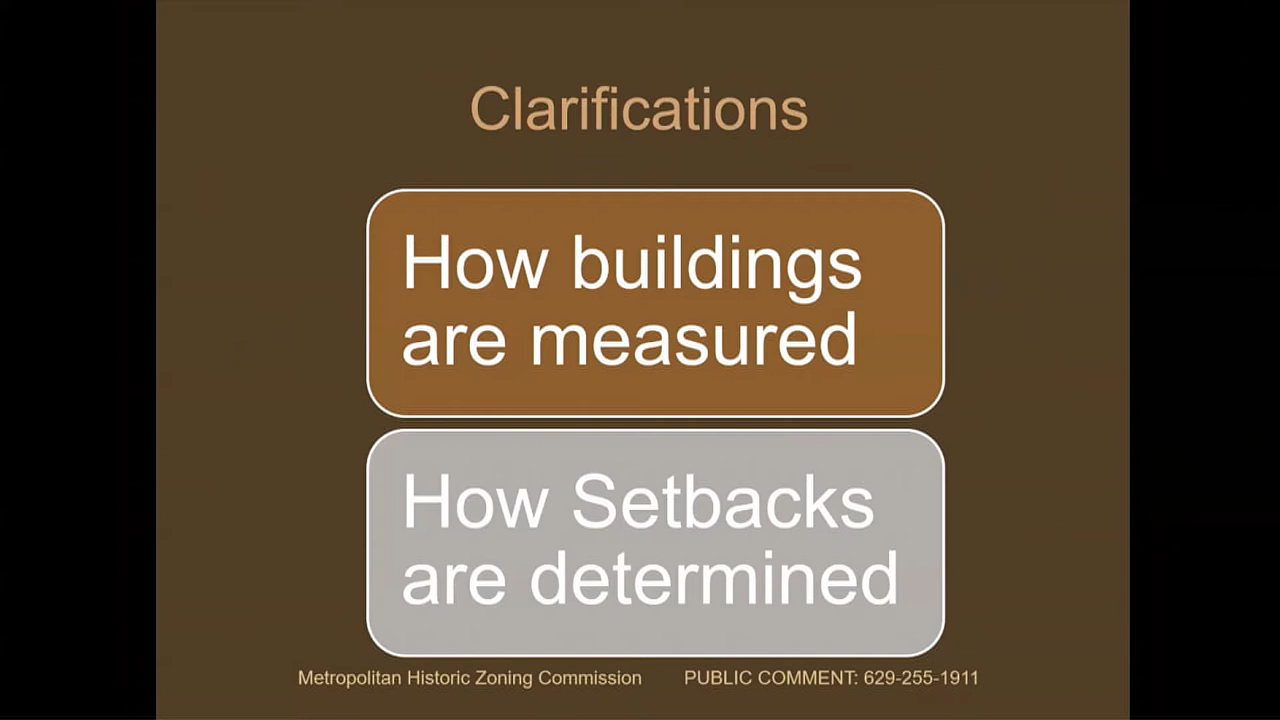 Clarifications
How buildings
are measured
How Setbacks
are determined
Metropolitan Historic Zoning Commission PUBLIC COMMENT: 629-255-1911